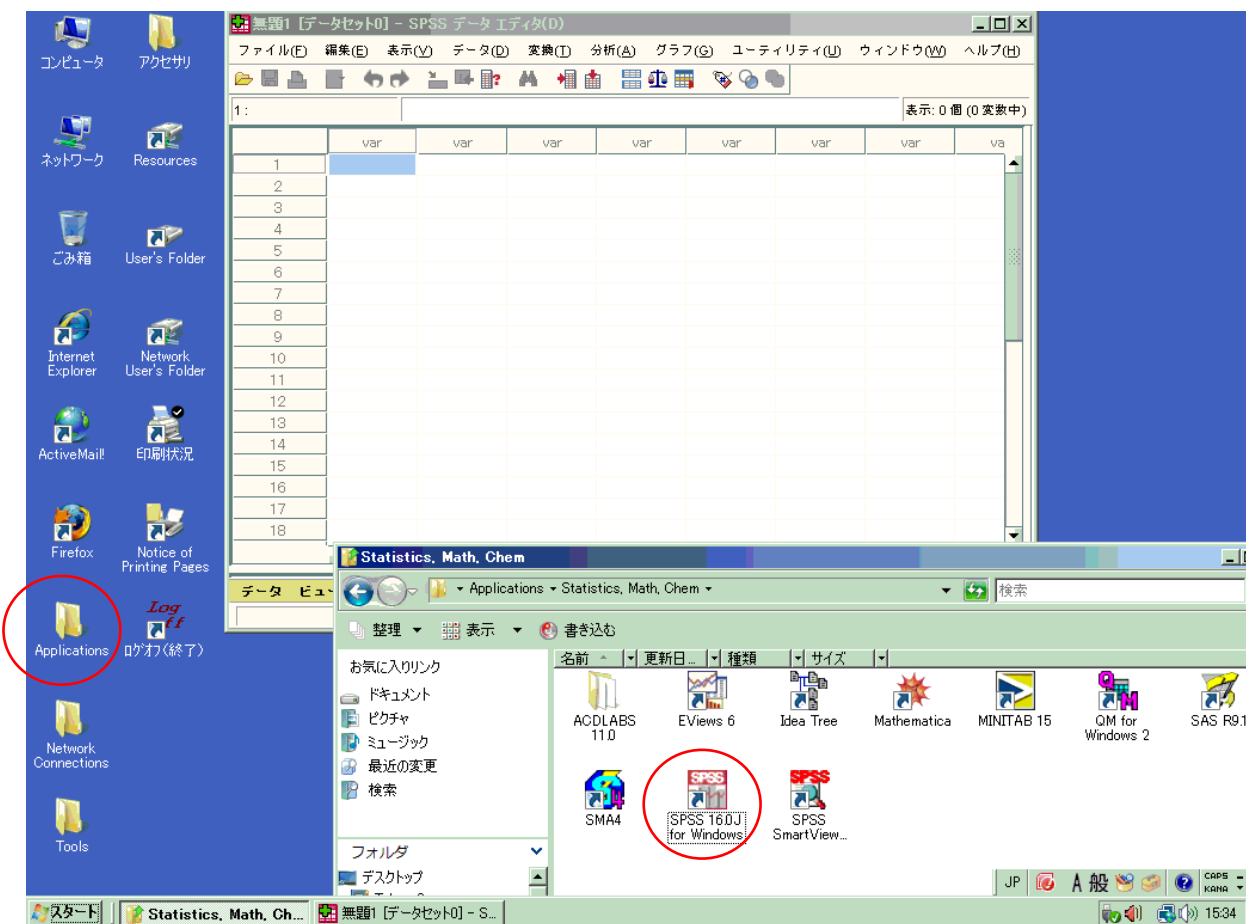 コンピュータ
アクセサリ
ネットワーク
Resources
ごみ箱
User's Folder
Internet
Explorer
Network
User's Folder
ActiveMail!
印刷状況
Firefox
Notice of
Printing Pages
Applications
Log
ff
ログオフ(終了)
Network
Connections
Tools
無題1 [データセット0] - SPSS データ エディタ(D)
ファイル(F) 編集(E) 表示(V) データ(D) 変換(T) 分析(A) グラフ(G) ユーティリティ(U) ウィンドウ(W) ヘルプ(H)
1 :
表示: 0 個 (0 変数中)
var var var var var var var va
1
2
3
4
5
6
7
8
9
10
11
12
13
14
15
16
17
18
データ ビュ
Statistics, Math, Chem
Applications Statistics, Math, Chem
検索
整理 表示 書き込む
お気に入りリンク
ドキュメント
ピクチャ
ミュージック
最近の変更
検索
フォルダ
デスクトップ
名前 更新日... 種類 サイズ
ACDLABS
11.0
EViews 6
Idea Tree
Mathematica
MINITAB 15
QM for
Windows 2
SAS R9.1
SMA4
SPSS 16.0J
for Windows
SPSS
SmartView...
JP A 般 CAPS
KANA
スタート Statistics, Math, Ch... 無題1 [データセット0] - S... 15:34